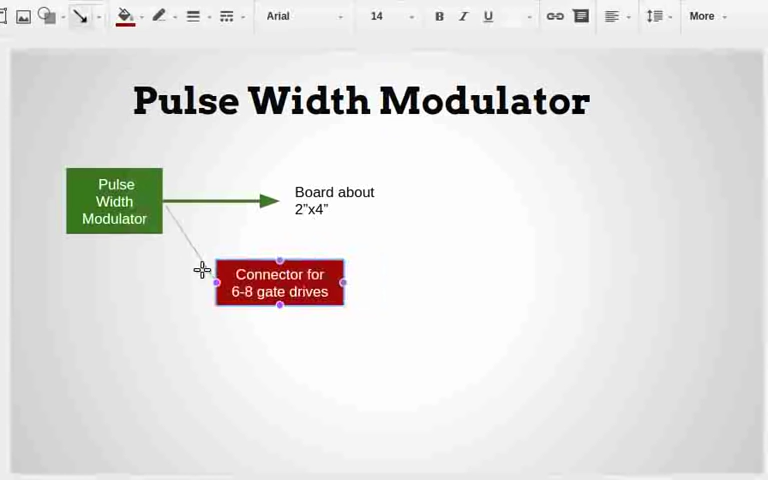 Arial 14 B I U More
Pulse Width Modulator
Pulse
Width
Modulator
Board about
2”x4”
Connector for
6-8 gate drives